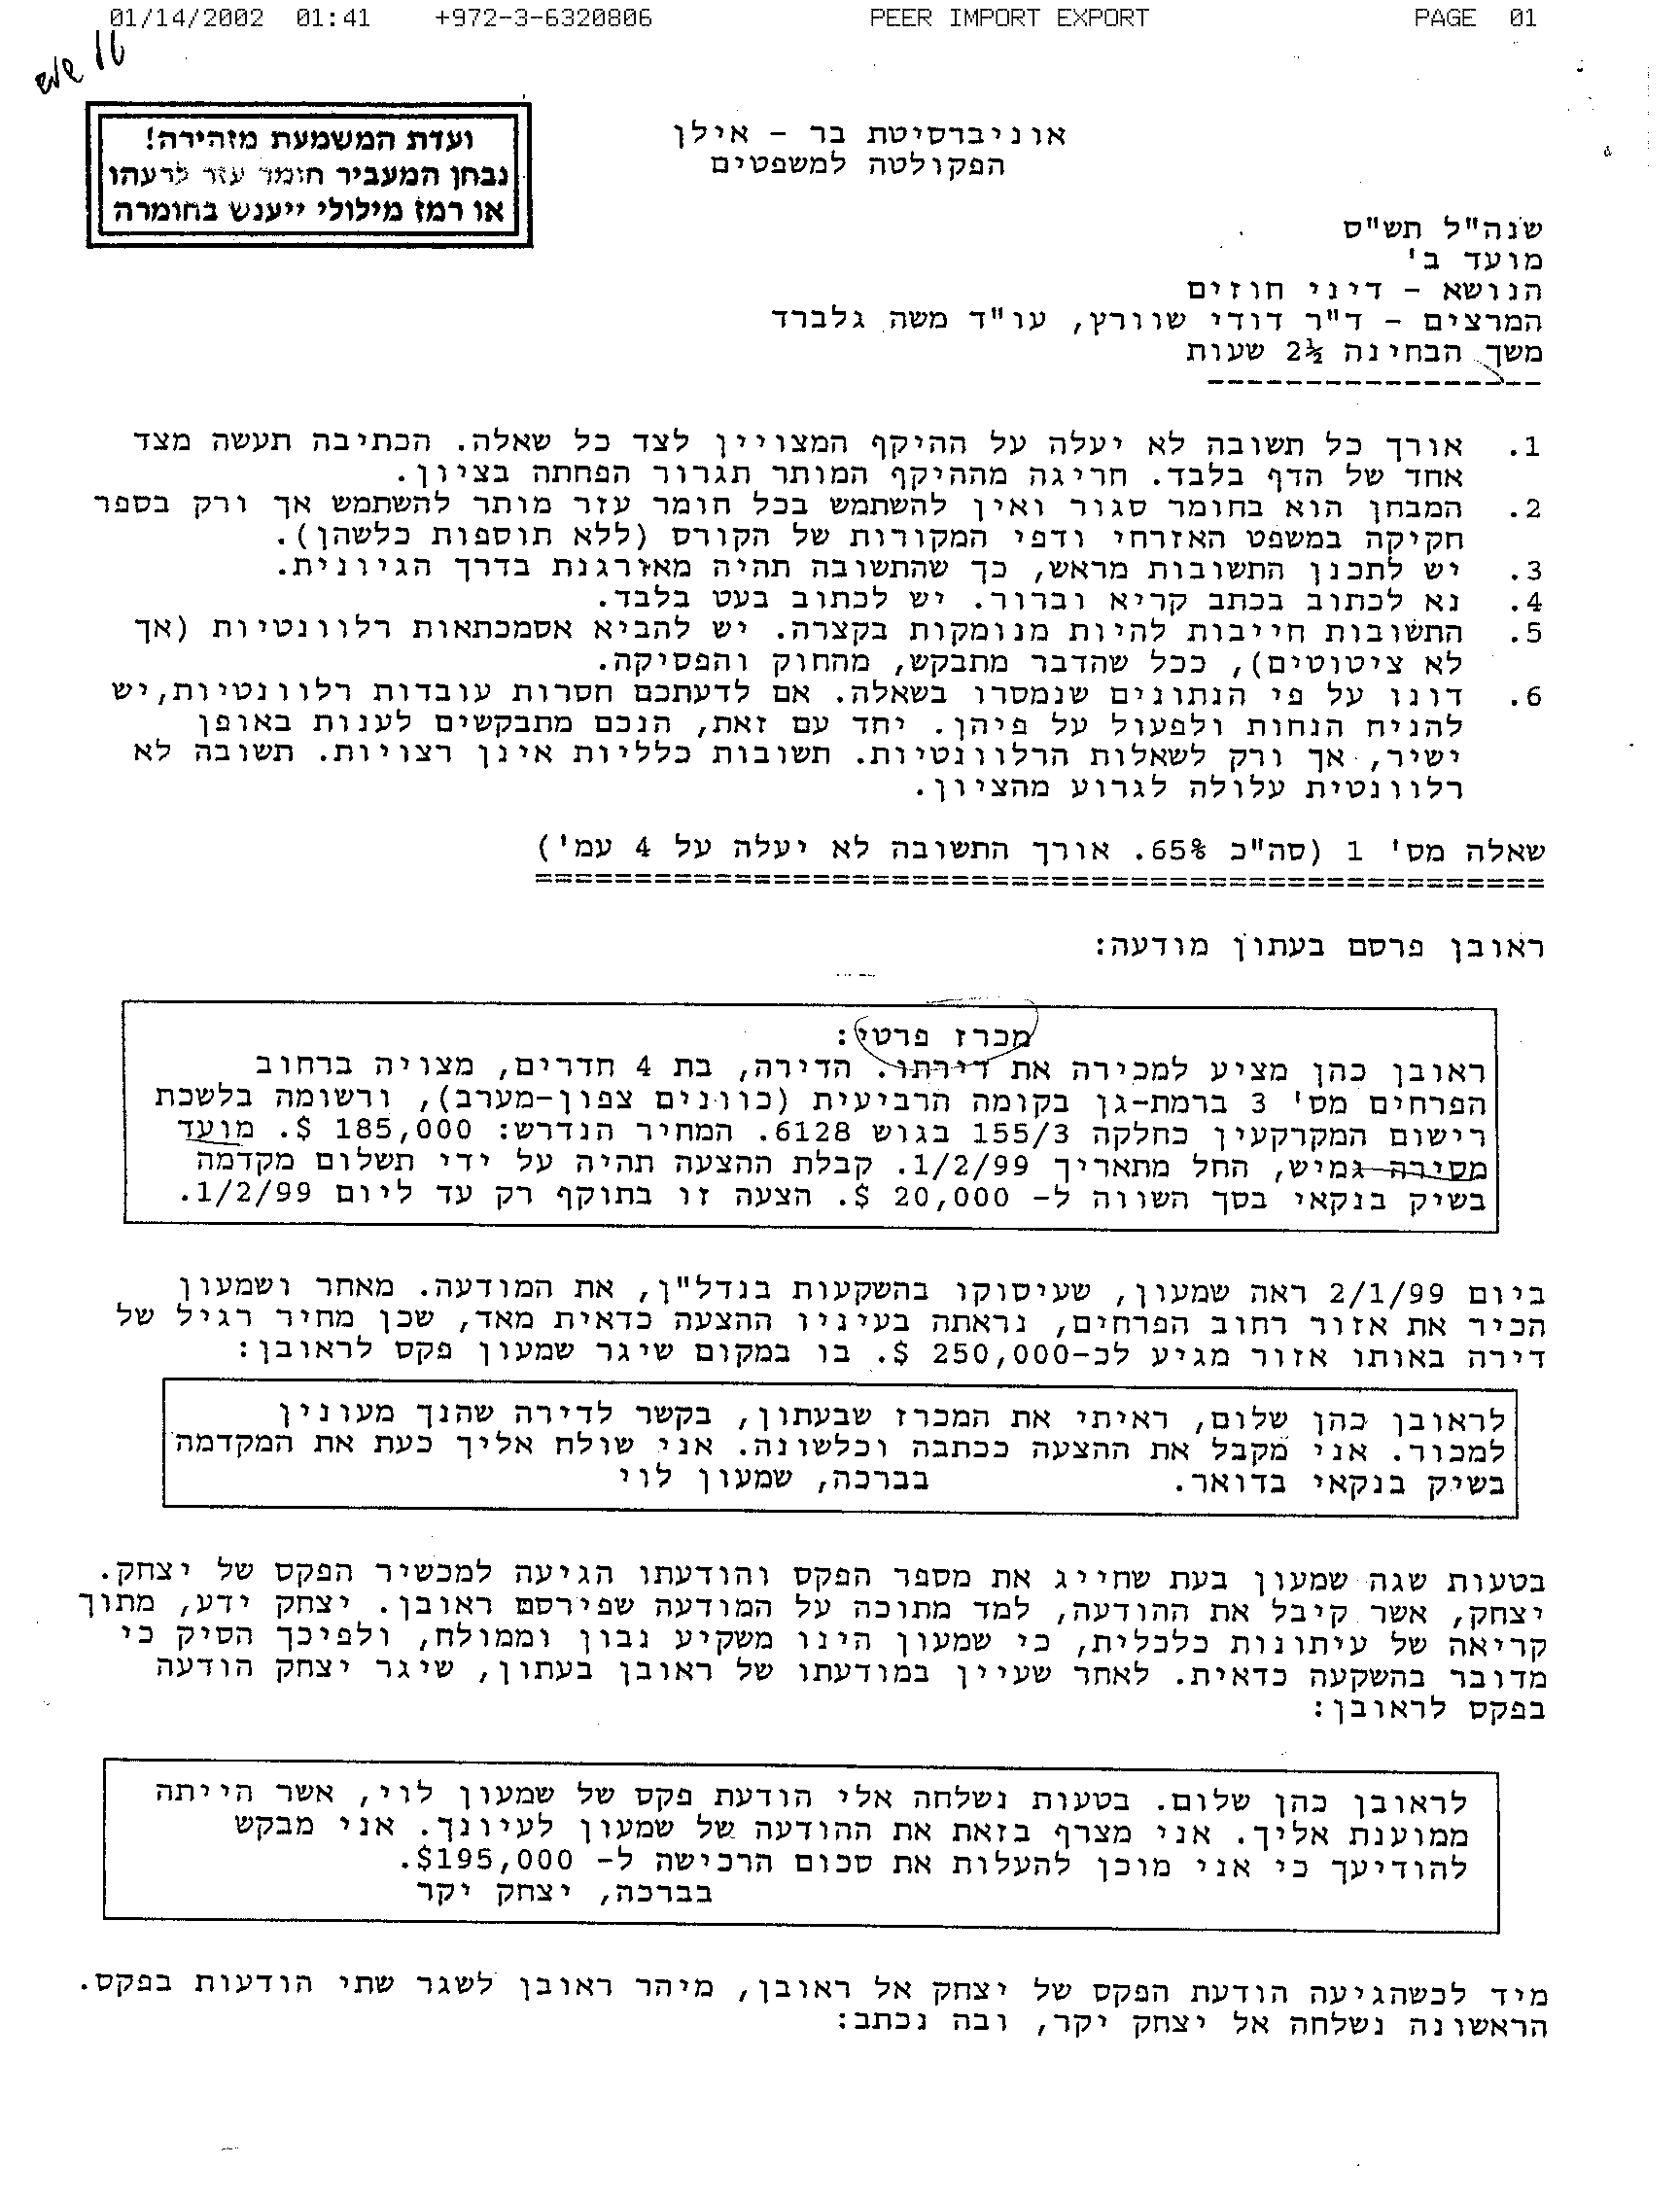 01/14/2002 01:41 +972-3-6320806 PEER IMPORT EXPORT PAGE 01
ועדת המשמעת מזהירה!
נבחן המעביר חומר עזר לרעהו
או רמז מילולי ייענש בחומרה
אוניברסיטת בר - אילן
הפקולטה למשפטים
שנה"ל תש"ס
מועד ב'
הנושא - דיני חוזים
המרצים - ד"ר דודי שוורץ, עו"ד משה גלברד
משך הבחינה 2½ שעות
1. אורך כל תשובה לא יעלה על ההיקף המצויין לצד כל שאלה. הכתיבה תעשה מצד
אחד של הדף בלבד. חריגה מההיקף המותר תגרור הפחתה בציון.
2. המבחן הוא בחומר סגור ואין להשתמש בכל חומר עזר מותר להשתמש אך ורק בספר
חקיקה במשפט האזרחי ודפי המקורות של הקורס (ללא תוספות כלשהן).
3. יש לתכנן התשובות מראש, כך שהתשובה תהיה מאורגנת בדרך הגיונית.
4. נא לכתוב בכתב קריא וברור. יש לכתוב בעט בלבד.
5. התשובות חייבות להיות מנומקות בקצרה. יש להביא אסמכתאות רלוונטיות (אך
לא ציטוטים), ככל שהדבר מתבקש, מהחוק והפסיקה.
6. דונו על פי הנתונים שנמסרו בשאלה. אם לדעתכם חסרות עובדות רלוונטיות,יש
להניח הנחות ולפעול על פיהן. יחד עם זאת, הנכם מתבקשים לענות באופן
ישיר, אך ורק לשאלות הרלוונטיות. תשובות כלליות אינן רצויות. תשובה לא
רלוונטית עלולה לגרוע מהציון.
שאלה מס' 1 (סה"כ 65%. אורך התשובה לא יעלה על 4 עמ')
ראובן פרסם בעתון מודעה:
מכרז פרטי:
ראובן כהן מציע למכירה את דירתו. הדירה, בת 4 חדרים, מצויה ברחוב
הפרחים מס' 3 ברמת-גן בקומה הרביעית (כוונים צפון-מערב), ורשומה בלשכת
רישום המקרקעין כחלקה 155/3 בגוש 6128. המחיר הנדרש: 185,000 $. מועד
מסירה גמיש, החל מתאריך 1/2/99. קבלת ההצעה תהיה על ידי תשלום מקדמה
בשיק בנקאי בסך השווה ל- 20,000 $. הצעה זו בתוקף רק עד ליום 1/2/99.
ביום 2/1/99 ראה שמעון, שעיסוקו בהשקעות בנדל"ן, את המודעה. מאחר ושמעון
הכיר את אזור רחוב הפרחים, נראתה בעיניו ההצעה כדאית מאד, שכן מחיר רגיל של
דירה באותו אזור מגיע לכ-250,000 $. בו במקום שיגר שמעון פקס לראובן:
לראובן כהן שלום, ראיתי את המכרז שבעתון, בקשר לדירה שהנך מעונין
למכור. אני מקבל את ההצעה ככתבה וכלשונה. אני שולח אליך כעת את המקדמה
בשיק בנקאי בדואר. בברכה, שמעון לוי
בטעות שגה שמעון בעת שחייג את מספר הפקס והודעתו הגיעה למכשיר הפקס של יצחק.
יצחק, אשר קיבל את ההודעה, למד מתוכה על המודעה שפירסם ראובן. יצחק ידע, מתוך
קריאה של עיתונות כלכלית, כי שמעון הינו משקיע נבון וממולח, ולפיכך הסיק כי
מדובר בהשקעה כדאית. לאחר שעיין במודעתו של ראובן בעתון, שיגר יצחק הודעה
בפקס לראובן:
לראובן כהן שלום. בטעות נשלחה אלי הודעת פקס של שמעון לוי, אשר הייתה
ממוענת אליך. אני מצרף בזאת את ההודעה של שמעון לעיונך. אני מבקש
להודיעך כי אני מוכן להעלות את סכום הרכישה ל- 195,000$.
בברכה, יצחק יקר
מיד לכשהגיעה הודעת הפקס של יצחק אל ראובן, מיהר ראובן לשגר שתי הודעות בפקס.
הראשונה נשלחה אל יצחק יקר, ובה נכתב: